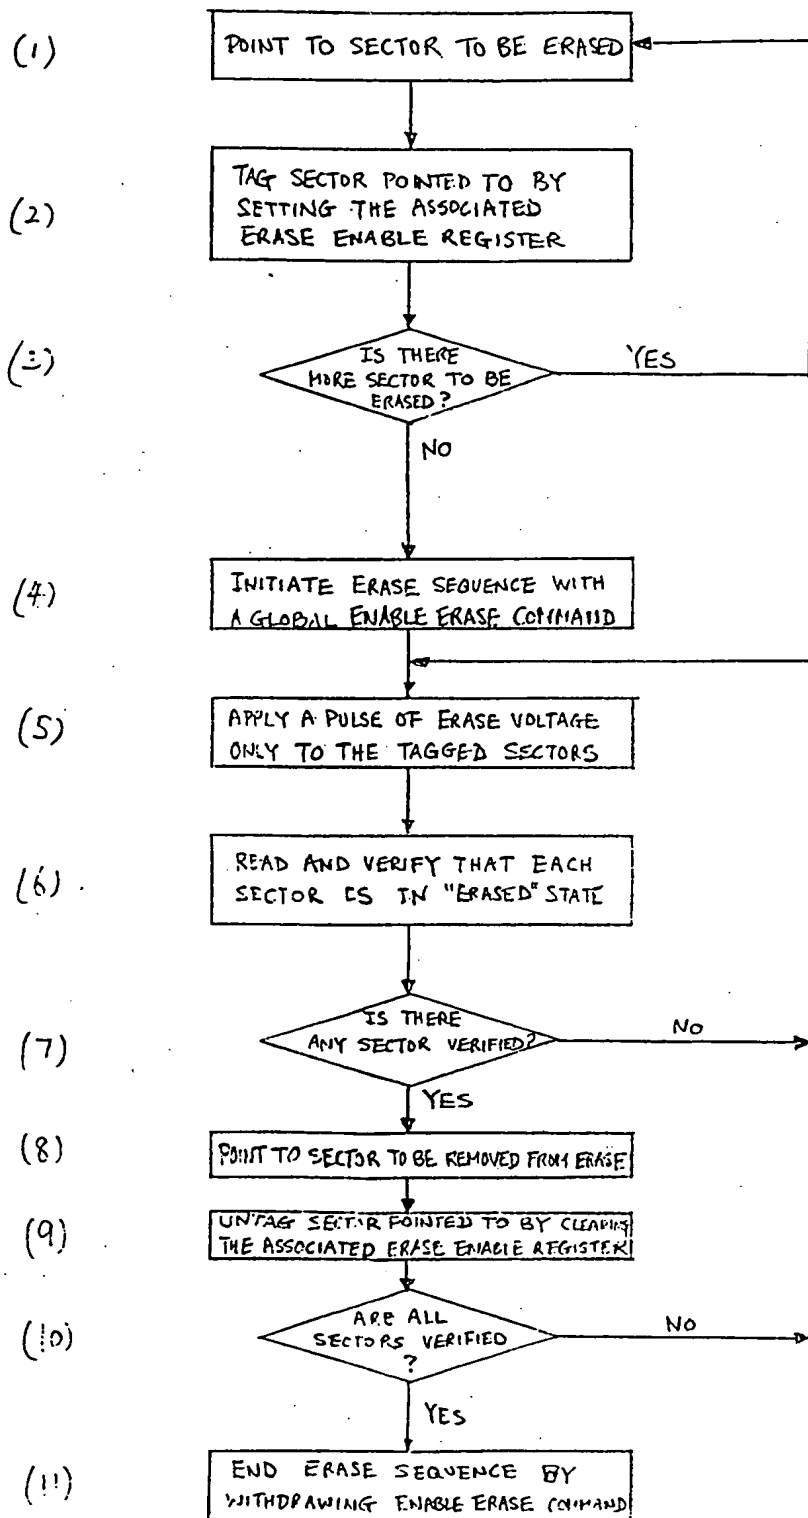 (1)
POINT TO SECTOR TO BE ERASED
(2)
TAG SECTOR POINTED TO BY
SETTING THE ASSOCIATED
ERASE ENABLE REGISTER
(3)
IS THERE
MORE SECTOR TO BE
ERASED?
YES
NO
(4)
INITIATE ERASE SEQUENCE WITH
A GLOBAL ENABLE ERASE COMMAND
(5)
APPLY A PULSE OF ERASE VOLTAGE
ONLY TO THE TAGGED SECTORS
(6)
READ AND VERIFY THAT EACH
SECTOR IS IN "ERASED" STATE
(7)
IS THERE
ANY SECTOR VERIFIED?
NO
YES
(8)
POINT TO SECTOR TO BE REMOVED FROM ERASE
(9)
UNTAG SECTOR POINTED TO BY CLEARING
THE ASSOCIATED ERASE ENABLE REGISTER
(10)
ARE ALL
SECTORS VERIFIED
?
NO
YES
(11)
END ERASE SEQUENCE BY
WITHDRAWING ENABLE ERASE COMMAND